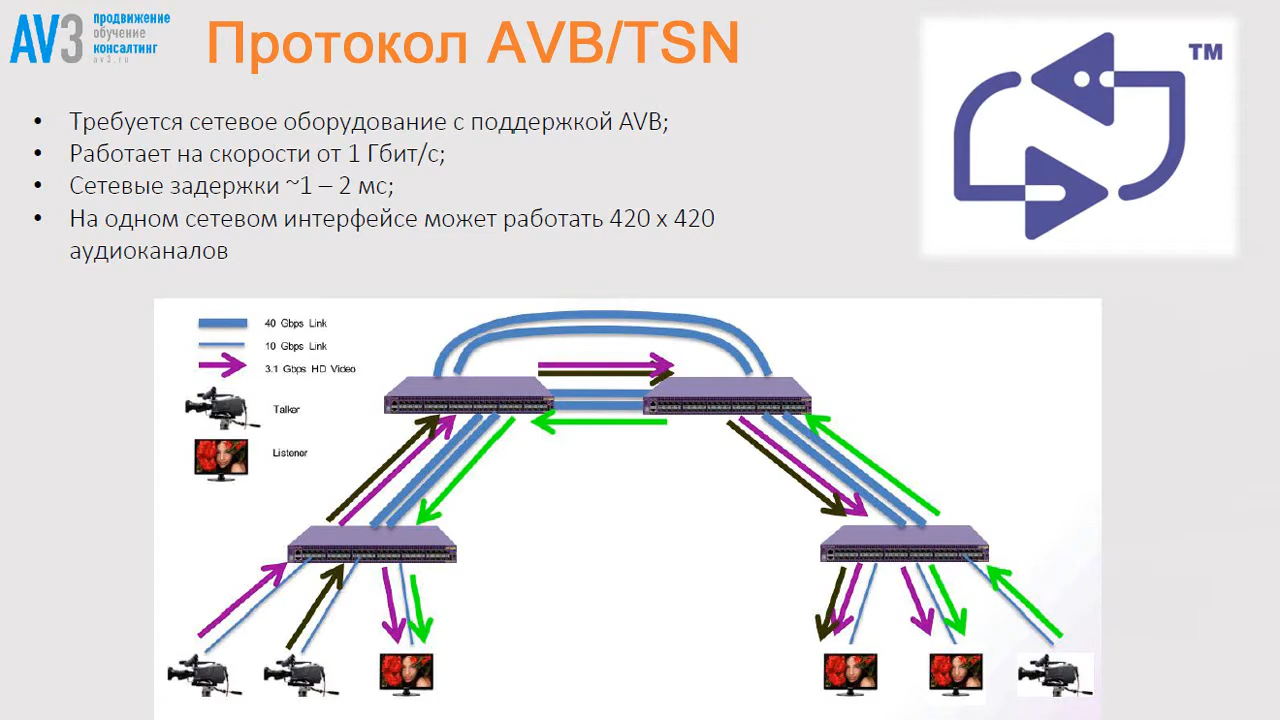 AV3
продвижение
обучение
консалтинг
av3.ru
Протокол AVB/TSN
TM
• Требуется сетевое оборудование с поддержкой AVB;
• Работает на скорости от 1 Гбит/с;
• Сетевые задержки ~1 – 2 мс;
• На одном сетевом интерфейсе может работать 420 x 420
аудиоканалов
40 Gbps Link
10 Gbps Link
3.1 Gbps HD Video
Talker
Listener